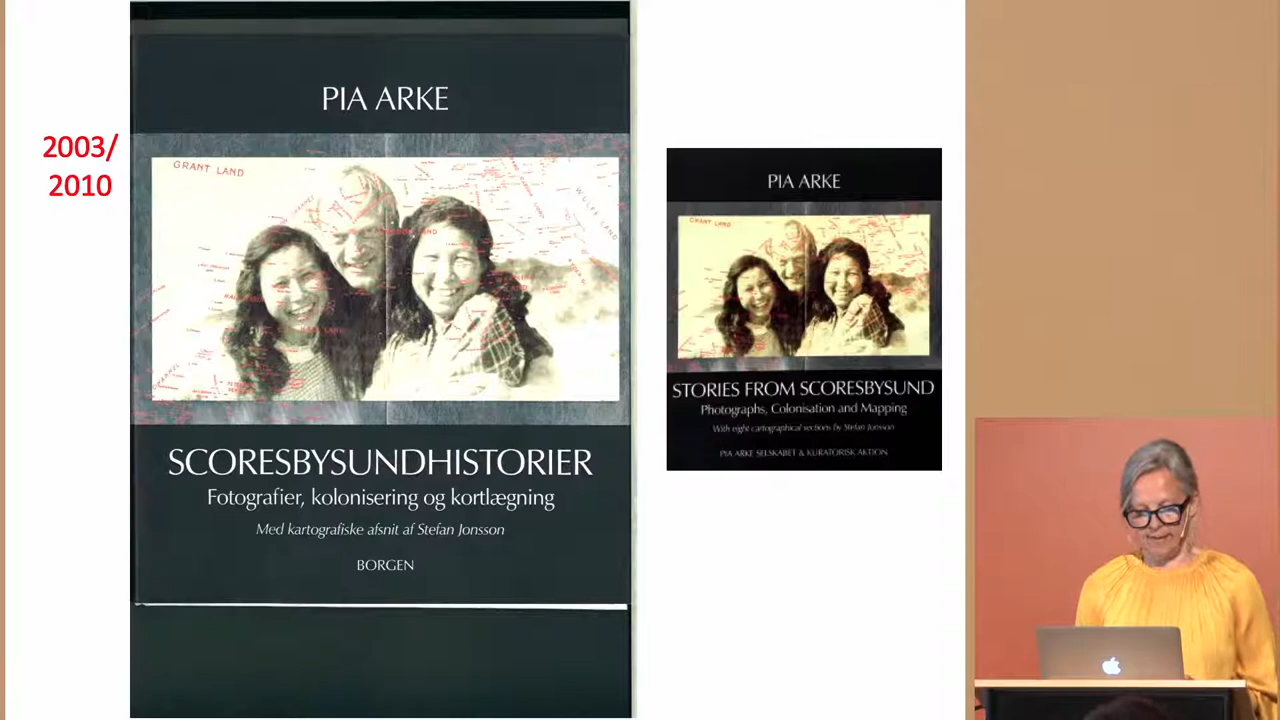 2003/
2010
PIA ARKE
GRANT LAND
WULFF LAND
SCORESBYSUNDHISTORIER
Fotografier, kolonisering og kortlægning
Med kartografiske afsnit af Stefan Jonsson
BORGEN
PIA ARKE
GRANT LAND
STORIES FROM SCORESBYSUND
Photographs, Colonisation and Mapping
With eight cartographical sections by Stefan Jonsson
PIA ARKE SELSKABET & KURATORISK AKTION